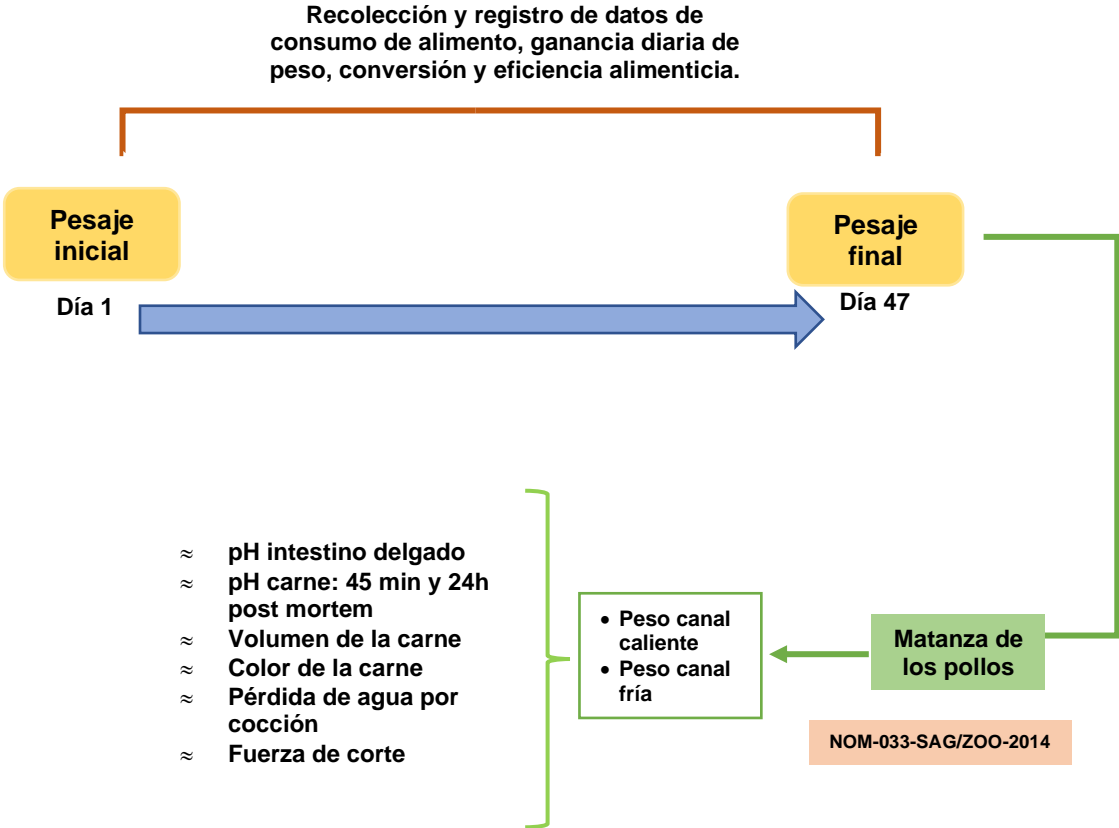 Recolección y registro de datos de
consumo de alimento, ganancia diaria de
peso, conversión y eficiencia alimenticia.
Pesaje
inicial
Pesaje
final
Día 1
Día 47
≈ pH intestino delgado
≈ pH carne: 45 min y 24h
post mortem
≈ Volumen de la carne
≈ Color de la carne
≈ Pérdida de agua por
cocción
≈ Fuerza de corte
• Peso canal
caliente
• Peso canal
fría
Matanza de
los pollos
NOM-033-SAG/ZOO-2014